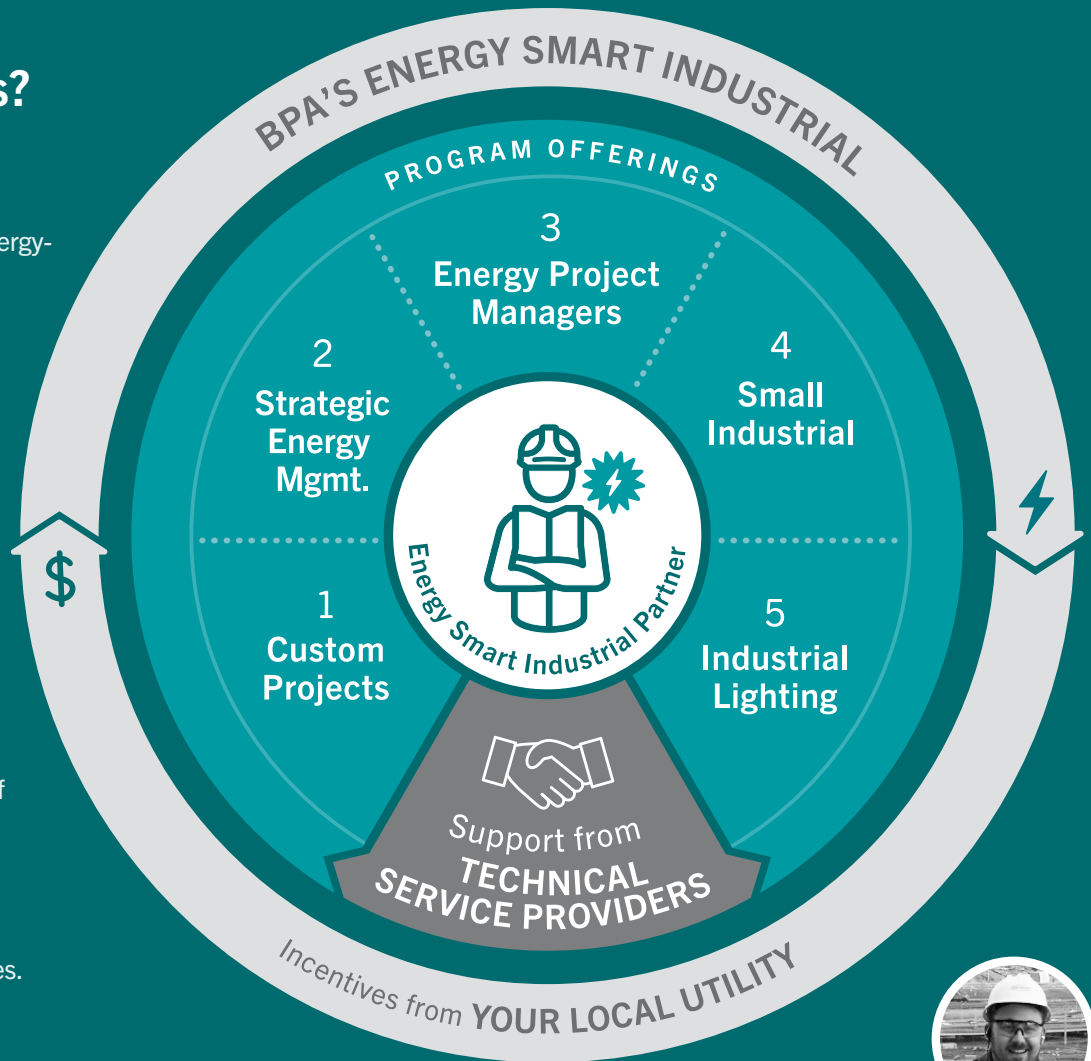 s?
ergy-
f
es.
BPA'S ENERGY SMART INDUSTRIAL
PROGRAM OFFERINGS
3
Energy Project
Managers
2
Strategic
Energy
Mgmt.
4
Small
Industrial
$
1
Custom
Projects
Energy Smart Industrial Partner
5
Industrial
Lighting
Support from
TECHNICAL
SERVICE PROVIDERS
Incentives from YOUR LOCAL UTILITY